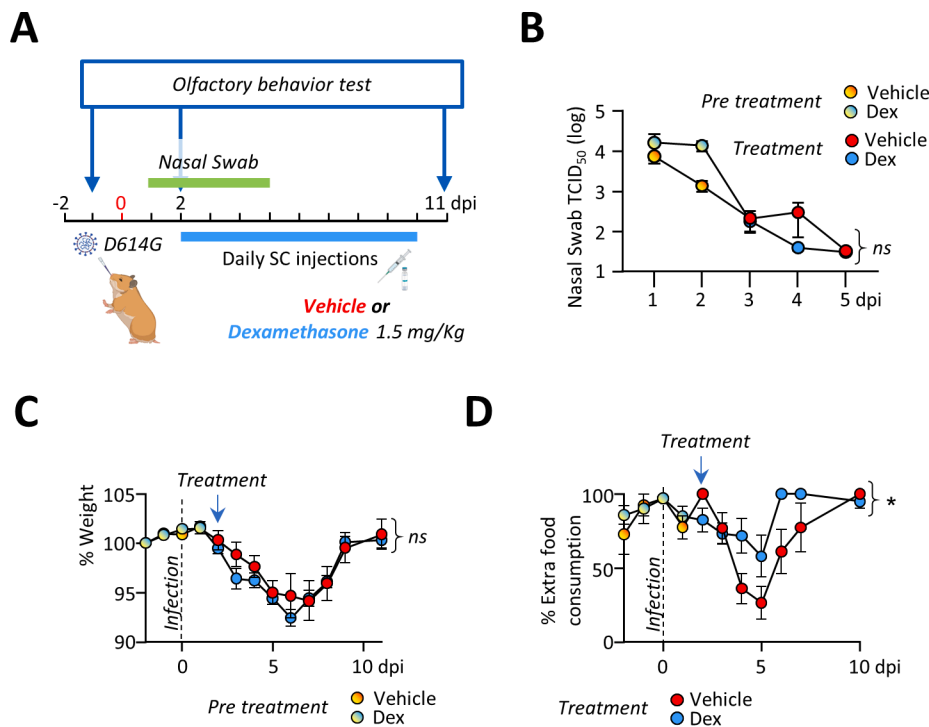 A
Olfactory behavior test
Nasal Swab
-2 0 2 11 dpi
D614G
Daily SC injections
Vehicle or
Dexamethasone 1.5 mg/Kg
B
Pre treatment
Vehicle
Dex
Treatment
Vehicle
Dex
Nasal Swab TCID50 (log)
5
4
3
2
1
ns
1 2 3 4 5 dpi
C
Treatment
% Weight
105
100
95
90
Infection
ns
0 5 10 dpi
Pre treatment
Vehicle
Dex
D
Treatment
% Extra food
consumption
100
50
0
Infection
*
0 5 10 dpi
Treatment
Vehicle
Dex